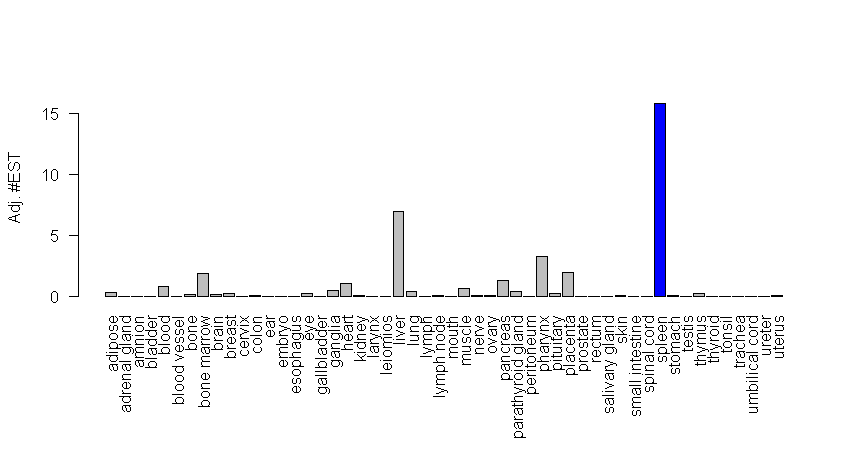 Adj. #EST
15
10
5
0
adipose
adrenal gland
amnion
bladder
blood
blood vessel
bone
bone marrow
brain
breast
cervix
colon
ear
embryo
esophagus
eye
gallbladder
ganglia
heart
kidney
larynx
leiomios
liver
lung
lymph
lymph node
mouth
muscle
nerve
ovary
pancreas
parathyroid gland
peritoneum
pharynx
pituitary
placenta
prostate
rectum
salivary gland
skin
small intestine
spinal cord
spleen
stomach
testis
thymus
thyroid
tonsil
trachea
umbilical cord
ureter
uterus